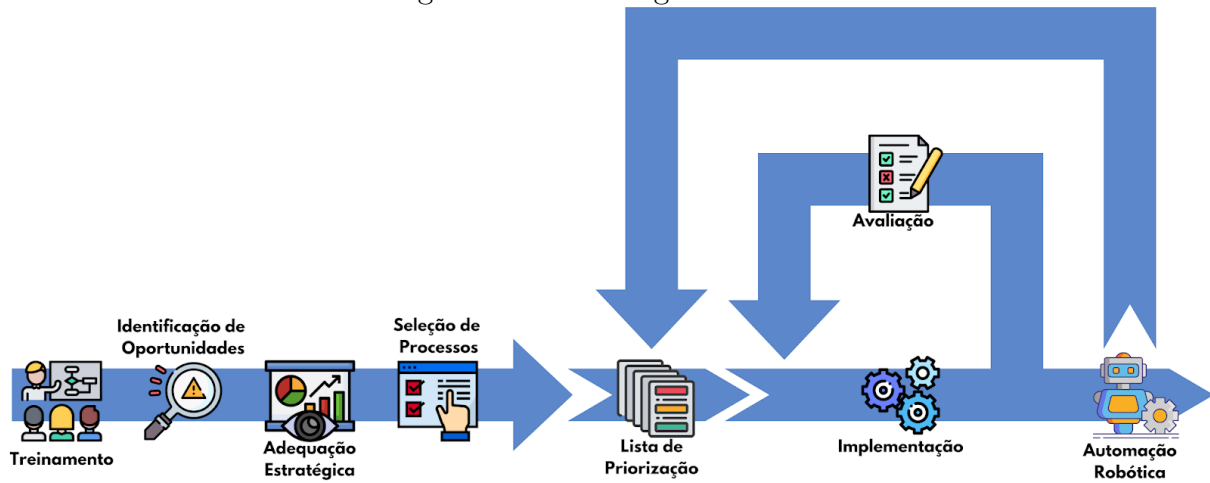 Avaliação
Identificação de
Oportunidades
Seleção de
Processos
Treinamento
Adequação
Estratégica
Lista de
Priorização
Implementação
Automação
Robótica